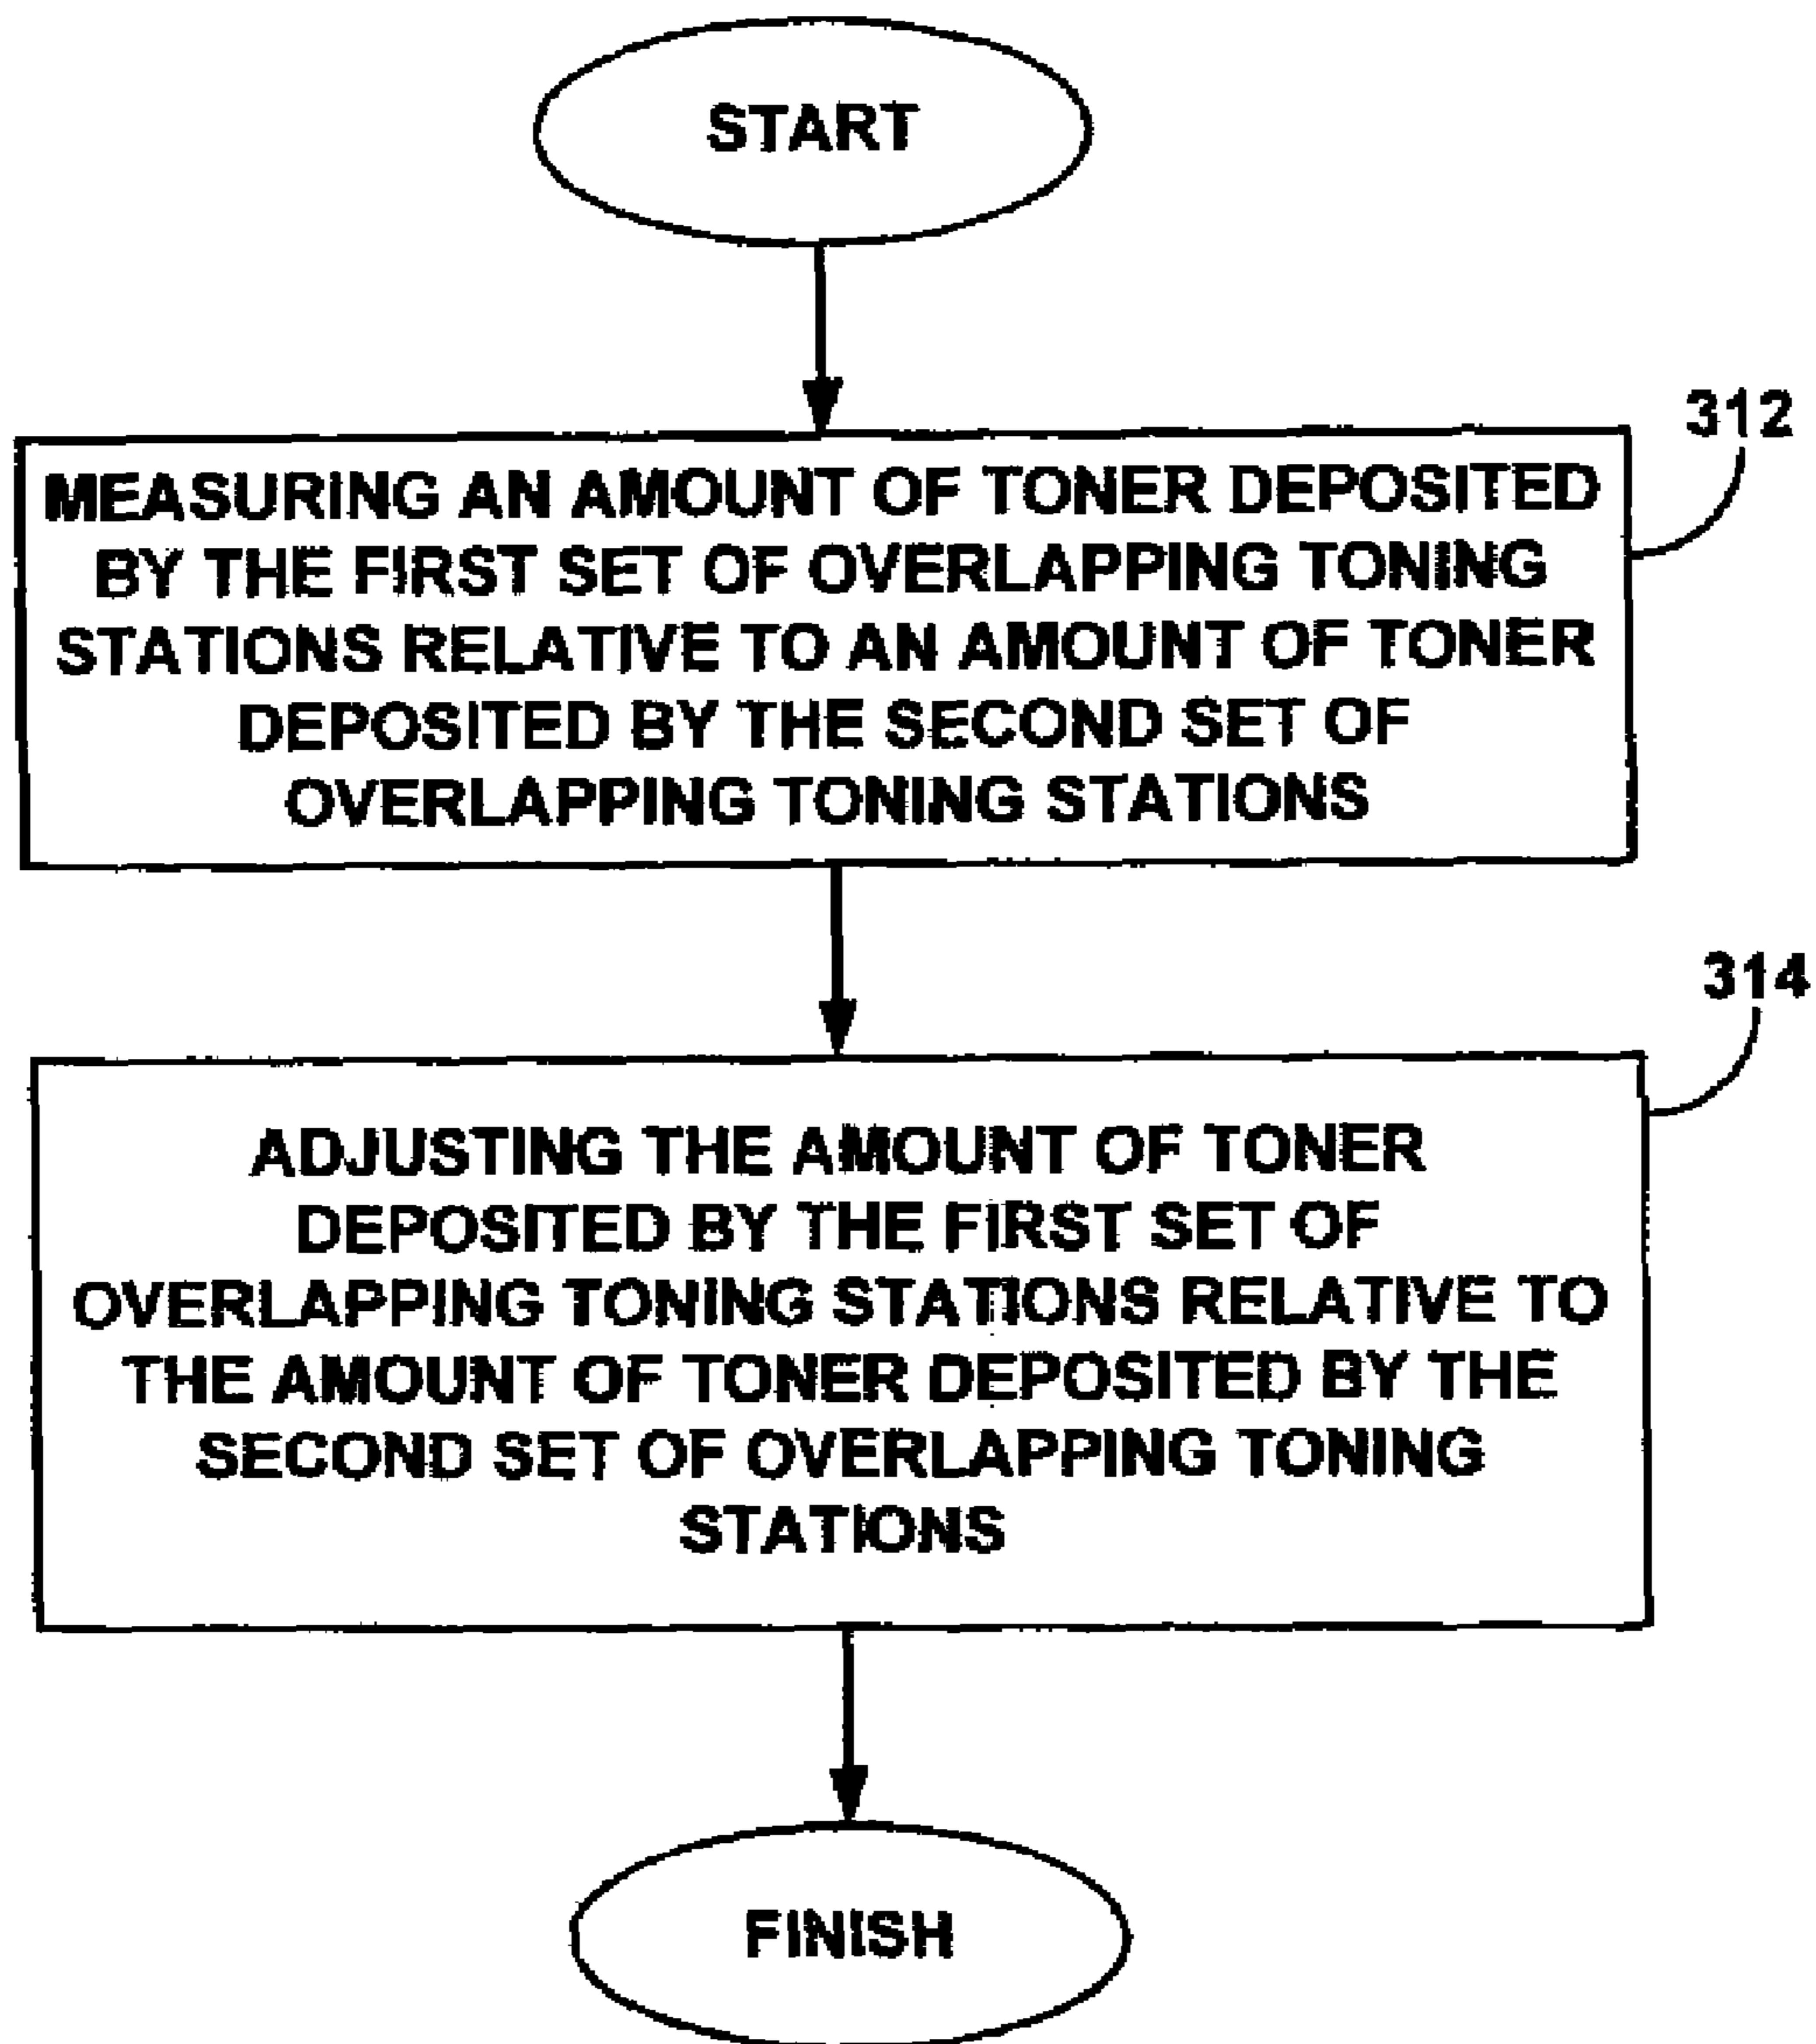 START
312
MEASURING AN AMOUNT OF TONER DEPOSITED
BY THE FIRST SET OF OVERLAPPING TONING
STATIONS RELATIVE TO AN AMOUNT OF TONER
DEPOSITED BY THE SECOND SET OF
OVERLAPPING TONING STATIONS
314
ADJUSTING THE AMOUNT OF TONER
DEPOSITED BY THE FIRST SET OF
OVERLAPPING TONING STATIONS RELATIVE TO
THE AMOUNT OF TONER DEPOSITED BY THE
SECOND SET OF OVERLAPPING TONING
STATIONS
FINISH